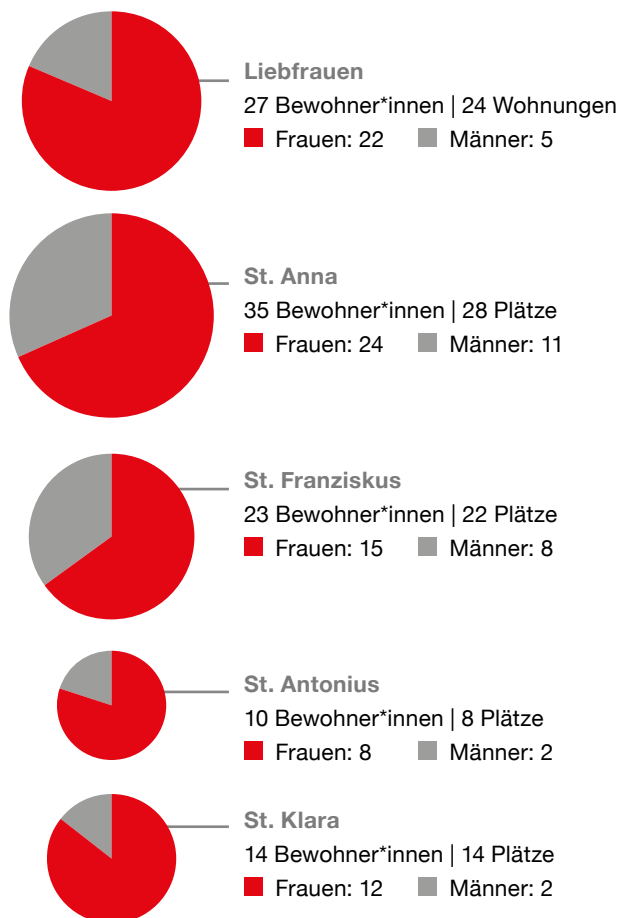 Liebfrauen
27 Bewohner*innen | 24 Wohnungen
Frauen: 22 Männer: 5
St. Anna
35 Bewohner*innen | 28 Plätze
Frauen: 24 Männer: 11
St. Franziskus
23 Bewohner*innen | 22 Plätze
Frauen: 15 Männer: 8
St. Antonius
10 Bewohner*innen | 8 Plätze
Frauen: 8 Männer: 2
St. Klara
14 Bewohner*innen | 14 Plätze
Frauen: 12 Männer: 2